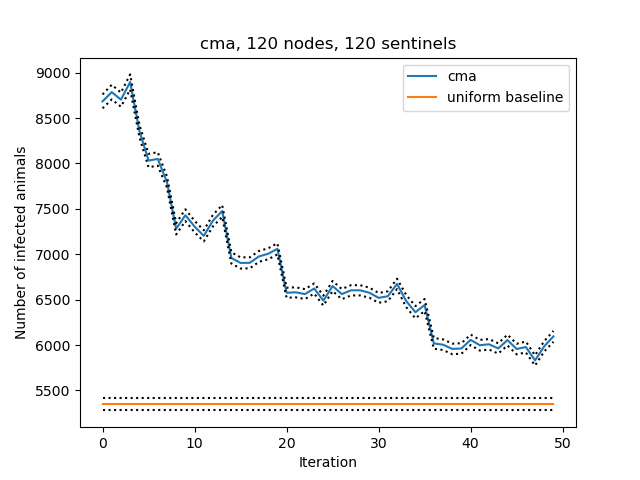 cma, 120 nodes, 120 sentinels
cma
uniform baseline
Number of infected animals
9000
8500
8000
7500
7000
6500
6000
5500
0 10 20 30 40 50
Iteration